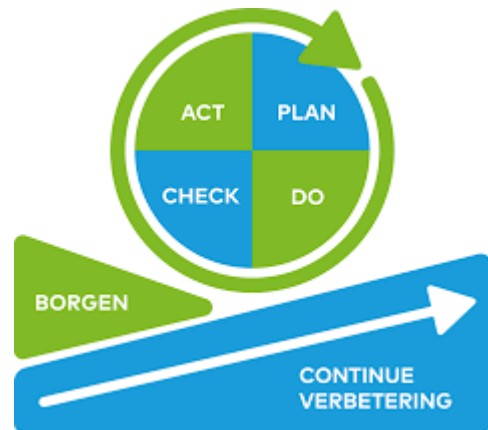 ACT PLAN
CHECK DO
BORGEN
CONTINUE
VERBETERING